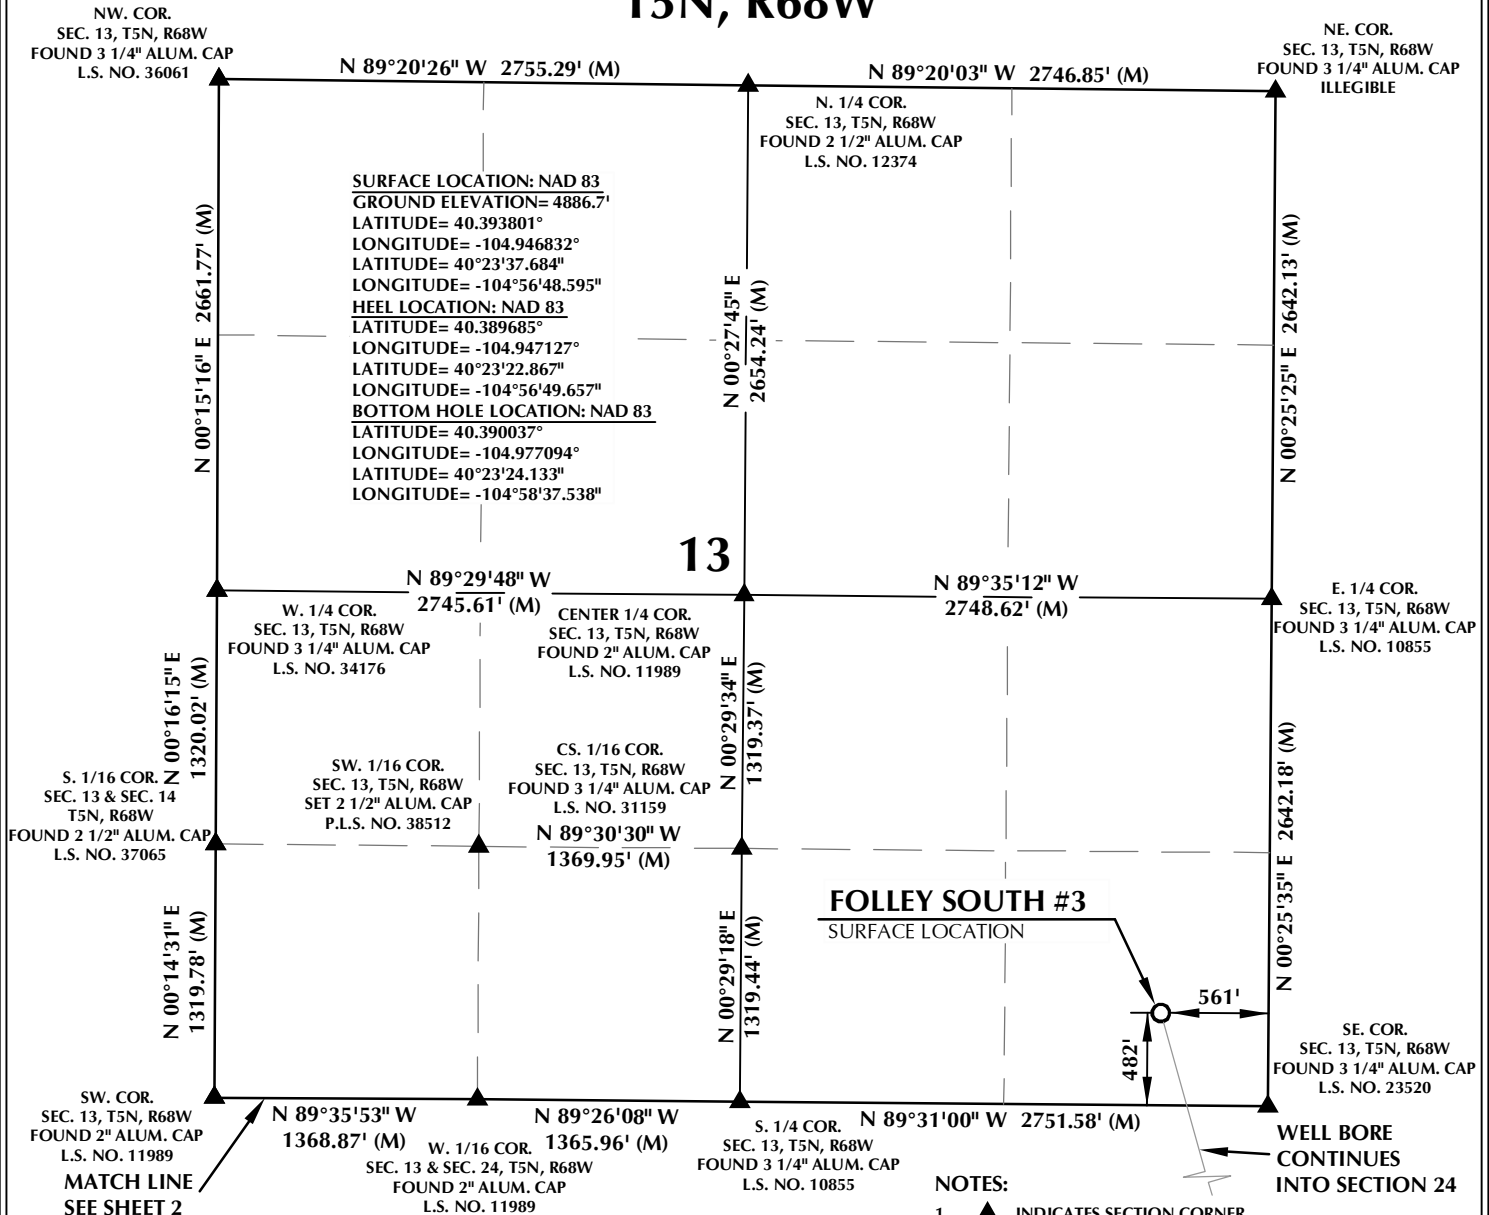 T5N, R68W
NW. COR.
SEC. 13, T5N, R68W
FOUND 3 1/4" ALUM. CAP
L.S. NO. 36061
N 89°20'26" W 2755.29' (M)
N 89°20'03" W 2746.85' (M)
NE. COR.
SEC. 13, T5N, R68W
FOUND 3 1/4" ALUM. CAP
ILLEGIBLE
N. 1/4 COR.
SEC. 13, T5N, R68W
FOUND 2 1/2" ALUM. CAP
L.S. NO. 12374
SURFACE LOCATION: NAD 83
GROUND ELEVATION= 4886.7'
LATITUDE= 40.393801°
LONGITUDE= -104.946832°
LATITUDE= 40°23'37.684"
LONGITUDE= -104°56'48.595"
HEEL LOCATION: NAD 83
LATITUDE= 40.389685°
LONGITUDE= -104.947127°
LATITUDE= 40°23'22.867"
LONGITUDE= -104°56'49.657"
BOTTOM HOLE LOCATION: NAD 83
LATITUDE= 40.390037°
LONGITUDE= -104.977094°
LATITUDE= 40°23'24.133"
LONGITUDE= -104°58'37.538"
N 00°15'16" E 2661.77' (M)
N 00°27'45" E
2654.24' (M)
N 00°25'25" E 2642.13' (M)
13
N 89°29'48" W
2745.61' (M)
N 89°35'12" W
2748.62' (M)
W. 1/4 COR.
SEC. 13, T5N, R68W
FOUND 3 1/4" ALUM. CAP
L.S. NO. 34176
CENTER 1/4 COR.
SEC. 13, T5N, R68W
FOUND 2" ALUM. CAP
L.S. NO. 11989
E. 1/4 COR.
SEC. 13, T5N, R68W
FOUND 3 1/4" ALUM. CAP
L.S. NO. 10855
N 00°16'15" E
1320.02' (M)
N 00°29'34" E
1319.37' (M)
S. 1/16 COR.
SEC. 13 & SEC. 14
T5N, R68W
FOUND 2 1/2" ALUM. CAP
L.S. NO. 37065
SW. 1/16 COR.
SEC. 13, T5N, R68W
SET 2 1/2" ALUM. CAP
P.L.S. NO. 38512
CS. 1/16 COR.
SEC. 13, T5N, R68W
FOUND 3 1/4" ALUM. CAP
L.S. NO. 31159
N 89°30'30" W
1369.95' (M)
N 00°25'35" E 2642.18' (M)
FOLLEY SOUTH #3
SURFACE LOCATION
N 00°14'31" E
1319.78' (M)
N 00°29'18" E
1319.44' (M)
561'
482'
SE. COR.
SEC. 13, T5N, R68W
FOUND 3 1/4" ALUM. CAP
L.S. NO. 23520
SW. COR.
SEC. 13, T5N, R68W
FOUND 2" ALUM. CAP
L.S. NO. 11989
MATCH LINE
SEE SHEET 2
N 89°35'53" W
1368.87' (M)
N 89°26'08" W
1365.96' (M)
W. 1/16 COR.
SEC. 13 & SEC. 24, T5N, R68W
FOUND 2" ALUM. CAP
L.S. NO. 11989
S. 1/4 COR.
SEC. 13, T5N, R68W
FOUND 3 1/4" ALUM. CAP
L.S. NO. 10855
N 89°31'00" W 2751.58' (M)
WELL BORE
CONTINUES
INTO SECTION 24
NOTES:
1. INDICATES SECTION CORNER